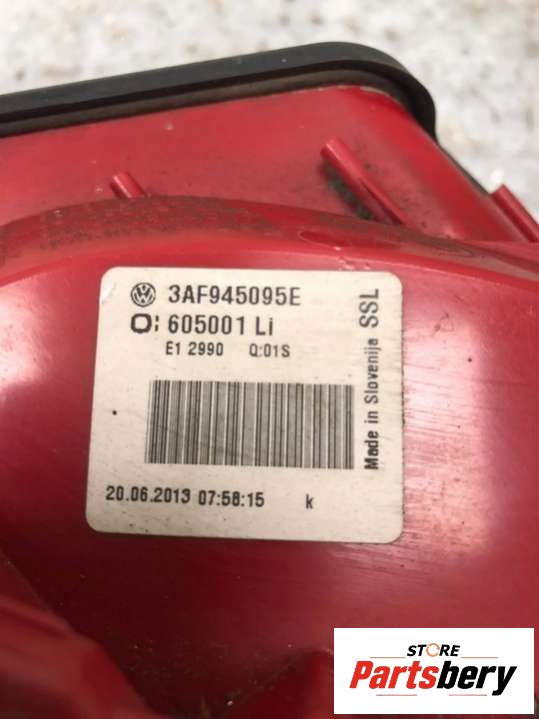 3AF945095E
O: 605001 Li
E1 2990 Q:01S
Made in Slovenija SSL
20.06.2013 07:58:15 k
STORE
Partsbery